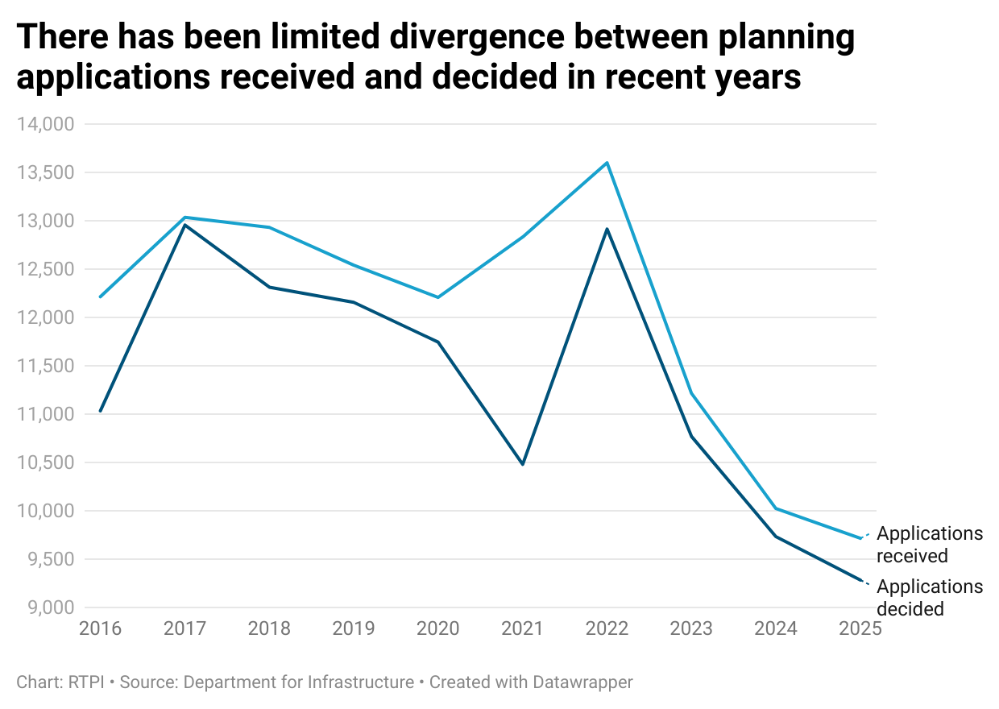 There has been limited divergence between planning
applications received and decided in recent years
14,000
13,500
13,000
12,500
12,000
11,500
11,000
10,500
10,000
9,500
9,000
Applications
received
Applications
decided
2016 2017 2018 2019 2020 2021 2022 2023 2024 2025
Chart: RTPI • Source: Department for Infrastructure • Created with Datawrapper